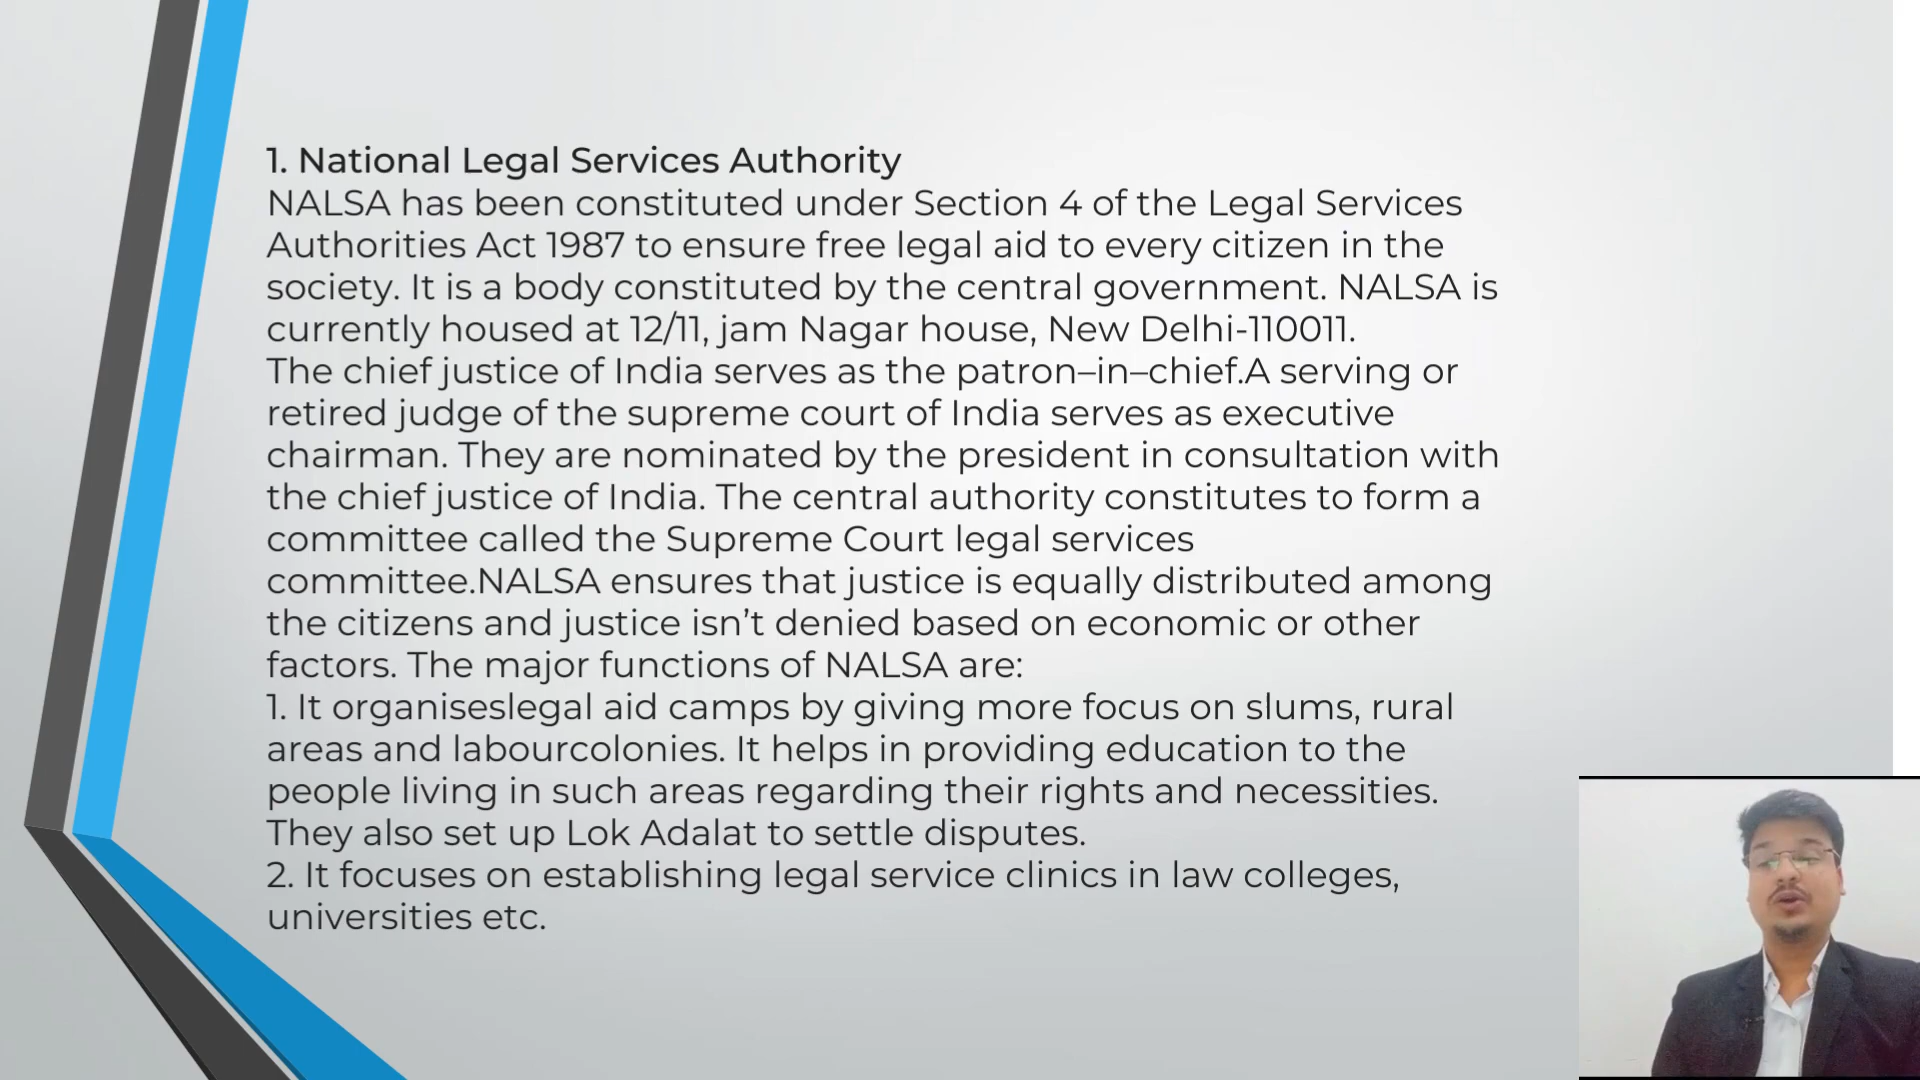 1. National Legal Services Authority
NALSA has been constituted under Section 4 of the Legal Services
Authorities Act 1987 to ensure free legal aid to every citizen in the
society. It is a body constituted by the central government. NALSA is
currently housed at 12/11, jam Nagar house, New Delhi-110011.
The chief justice of India serves as the patron–in–chief.A serving or
retired judge of the supreme court of India serves as executive
chairman. They are nominated by the president in consultation with
the chief justice of India. The central authority constitutes to form a
committee called the Supreme Court legal services
committee.NALSA ensures that justice is equally distributed among
the citizens and justice isn’t denied based on economic or other
factors. The major functions of NALSA are:
1. It organiseslegal aid camps by giving more focus on slums, rural
areas and labourcolonies. It helps in providing education to the
people living in such areas regarding their rights and necessities.
They also set up Lok Adalat to settle disputes.
2. It focuses on establishing legal service clinics in law colleges,
universities etc.